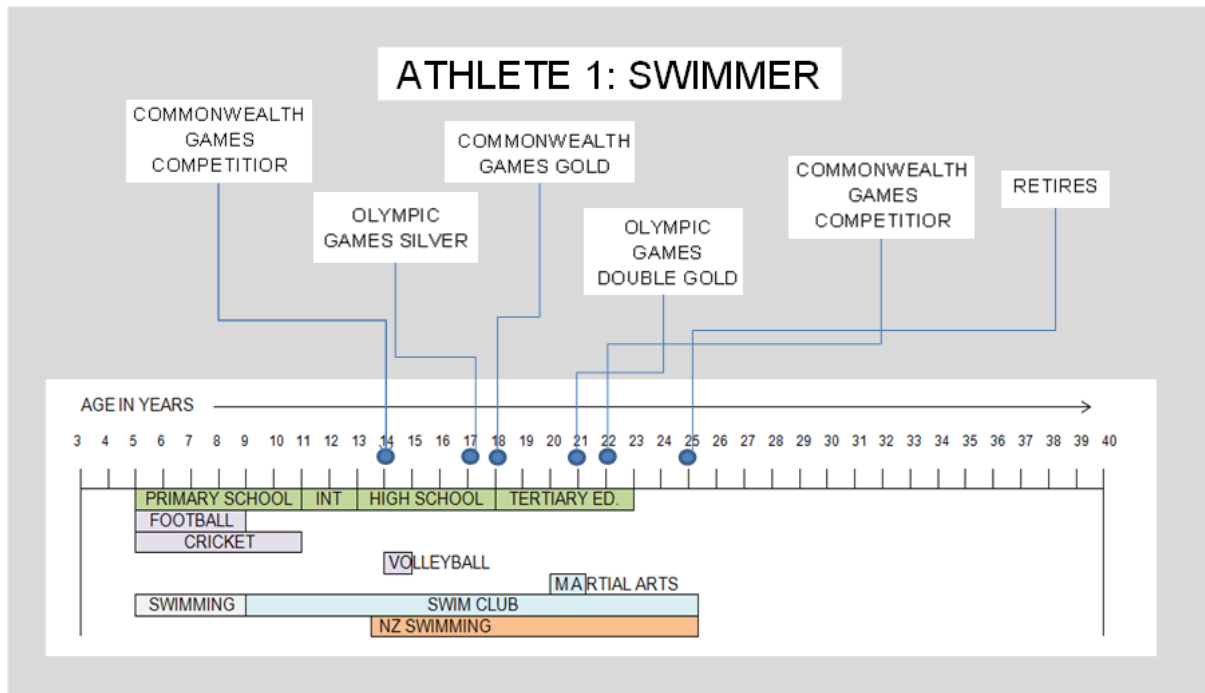 ATHLETE 1: SWIMMER
COMMONWEALTH
GAMES
COMPETITIOR
OLYMPIC
GAMES SILVER
COMMONWEALTH
GAMES GOLD
OLYMPIC
GAMES
DOUBLE GOLD
COMMONWEALTH
GAMES
COMPETITIOR
RETIRES
AGE IN YEARS
3 4 5 6 7 8 9 10 11 12 13 14 15 16 17 18 19 20 21 22 23 24 25 26 27 28 29 30 31 32 33 34 35 36 37 38 39 40
PRIMARY SCHOOL INT HIGH SCHOOL TERTIARY ED.
FOOTBALL
CRICKET
VOLLEYBALL
MARTIAL ARTS
SWIMMING SWIM CLUB
NZ SWIMMING